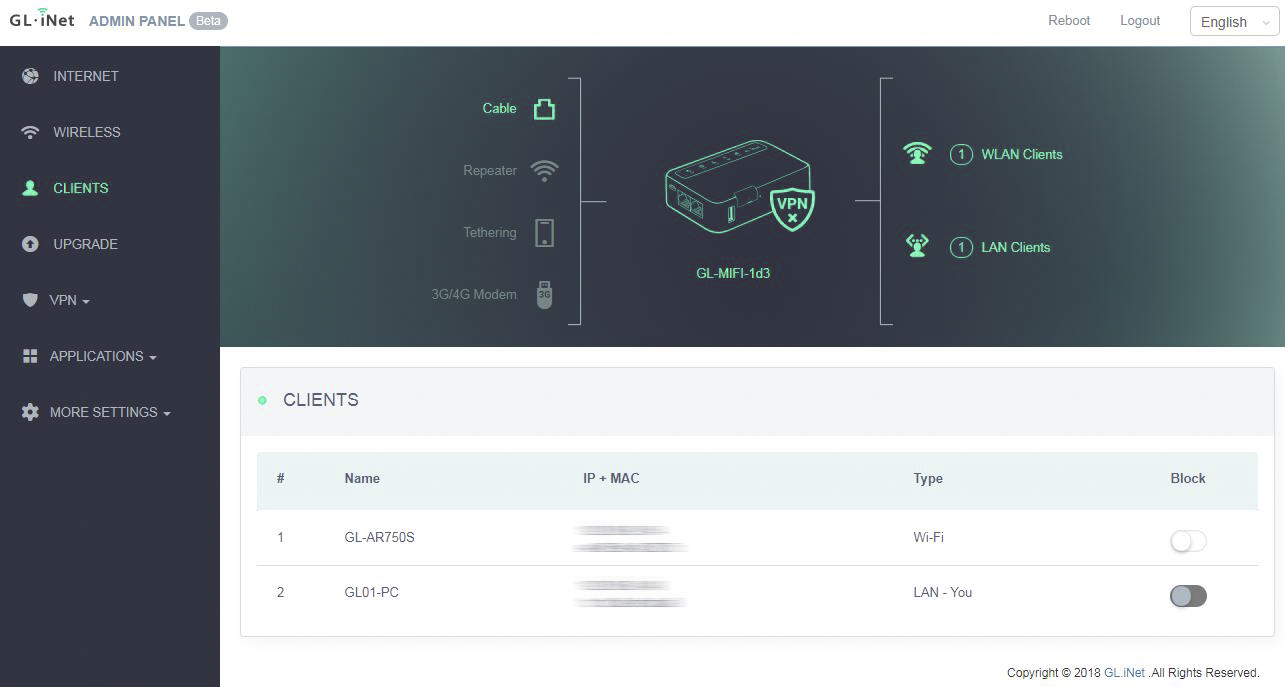 GL·iNet ADMIN PANEL Beta Reboot Logout English
INTERNET
WIRELESS
CLIENTS
UPGRADE
VPN
APPLICATIONS
MORE SETTINGS
Cable
Repeater
Tethering
3G/4G Modem 3G
VPN
GL-MIFI-1d3
1 WLAN Clients
1 LAN Clients
CLIENTS
# Name IP + MAC Type Block
1 GL-AR750S Wi-Fi
2 GL01-PC LAN - You
Copyright © 2018 GL.iNet .All Rights Reserved.